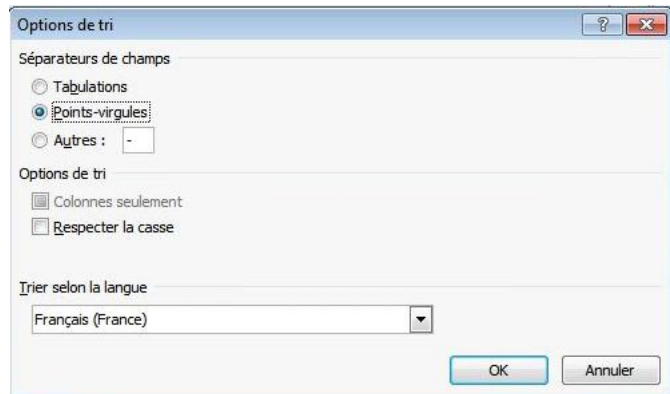 Options de tri
Séparateurs de champs
Tabulations
Points-virgules
Autres : -
Options de tri
Colonnes seulement
Respecter la casse
Trier selon la langue
Français (France)
OK Annuler